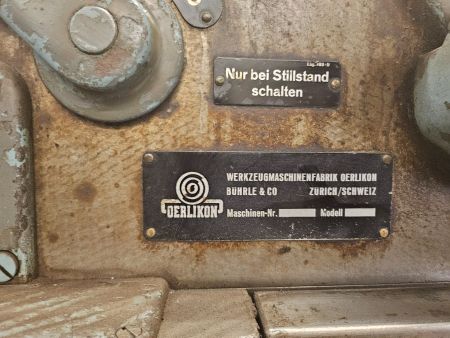 Nur bei Stillstand
schalten
WERKZEUGMASCHINENFABRIK OERLIKON
BÜHRLE & CO ZÜRICH/SCHWEIZ
OERLIKON
Maschinen-Nr. Modell